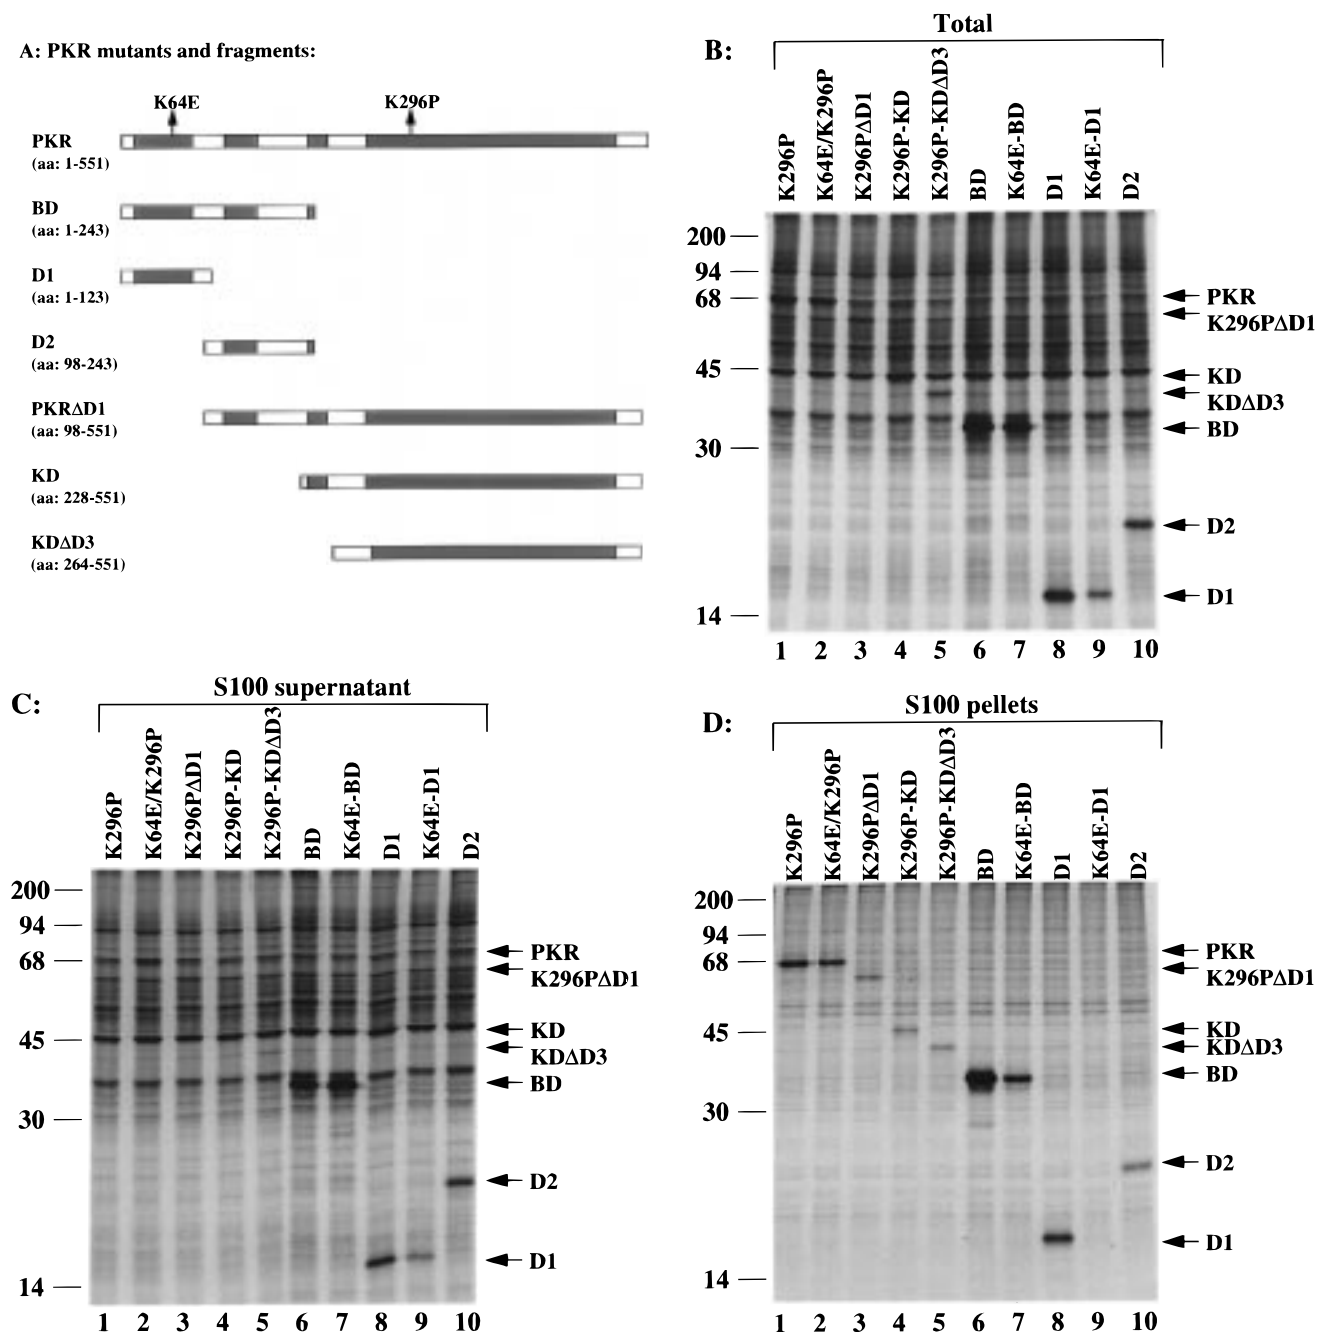 A: PKR mutants and fragments:
K64E
K296P
PKR
(aa: 1-551)
BD
(aa: 1-243)
D1
(aa: 1-123)
D2
(aa: 98-243)
PKRΔD1
(aa: 98-551)
KD
(aa: 228-551)
KDΔD3
(aa: 264-551)
B:
Total
K296P
K64E/K296P
K296PΔD1
K296P-KD
K296P-KDΔD3
BD
K64E-BD
D1
K64E-D1
D2
200
94
68
45
30
14
PKR
K296PΔD1
KD
KDΔD3
BD
D2
D1
1 2 3 4 5 6 7 8 9 10
C:
S100 supernatant
K296P
K64E/K296P
K296PΔD1
K296P-KD
K296P-KDΔD3
BD
K64E-BD
D1
K64E-D1
D2
200
94
68
45
30
14
PKR
K296PΔD1
KD
KDΔD3
BD
D2
D1
1 2 3 4 5 6 7 8 9 10
D:
S100 pellets
K296P
K64E/K296P
K296PΔD1
K296P-KD
K296P-KDΔD3
BD
K64E-BD
D1
K64E-D1
D2
200
94
68
45
30
14
PKR
K296PΔD1
KD
KDΔD3
BD
D2
D1
1 2 3 4 5 6 7 8 9 10